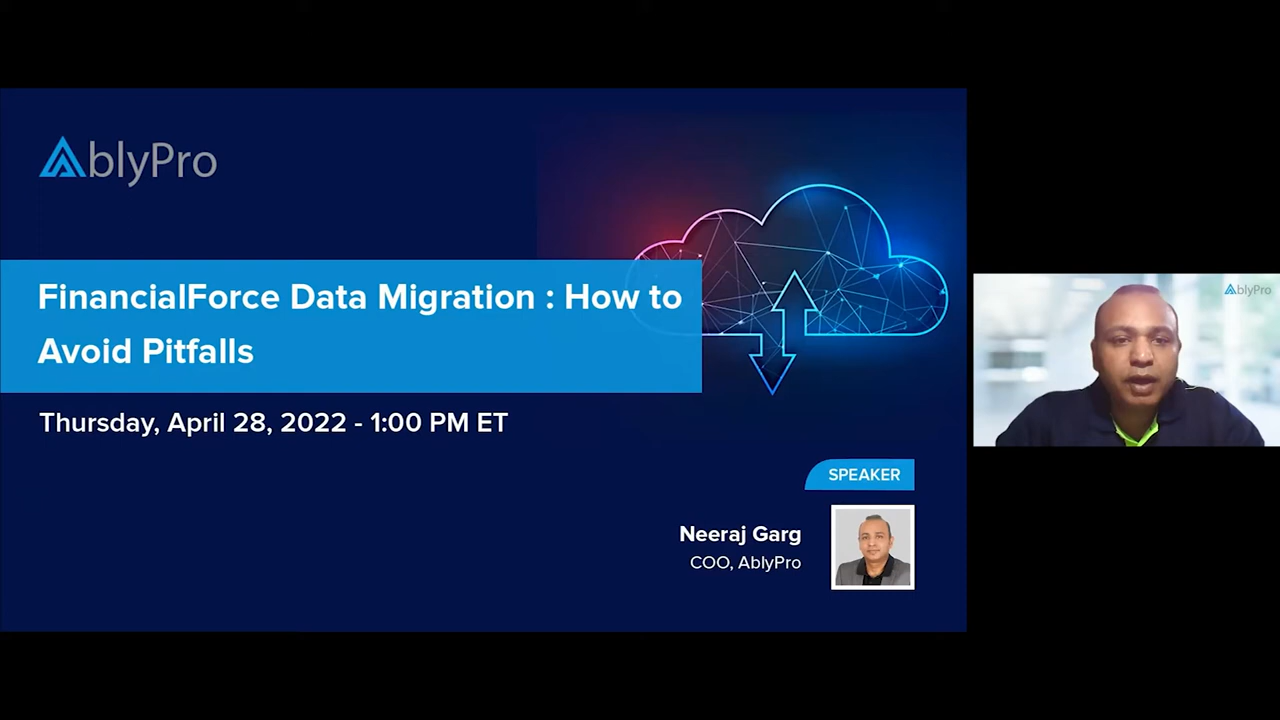 AblyPro
FinancialForce Data Migration : How to
Avoid Pitfalls
Thursday, April 28, 2022 - 1:00 PM ET
SPEAKER
Neeraj Garg
COO, AblyPro
AblyPro